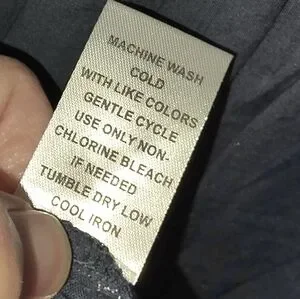 MACHINE WASH
COLD
WITH LIKE COLORS
GENTLE CYCLE
USE ONLY NON-
CHLORINE BLEACH
IF NEEDED
TUMBLE DRY LOW
COOL IRON